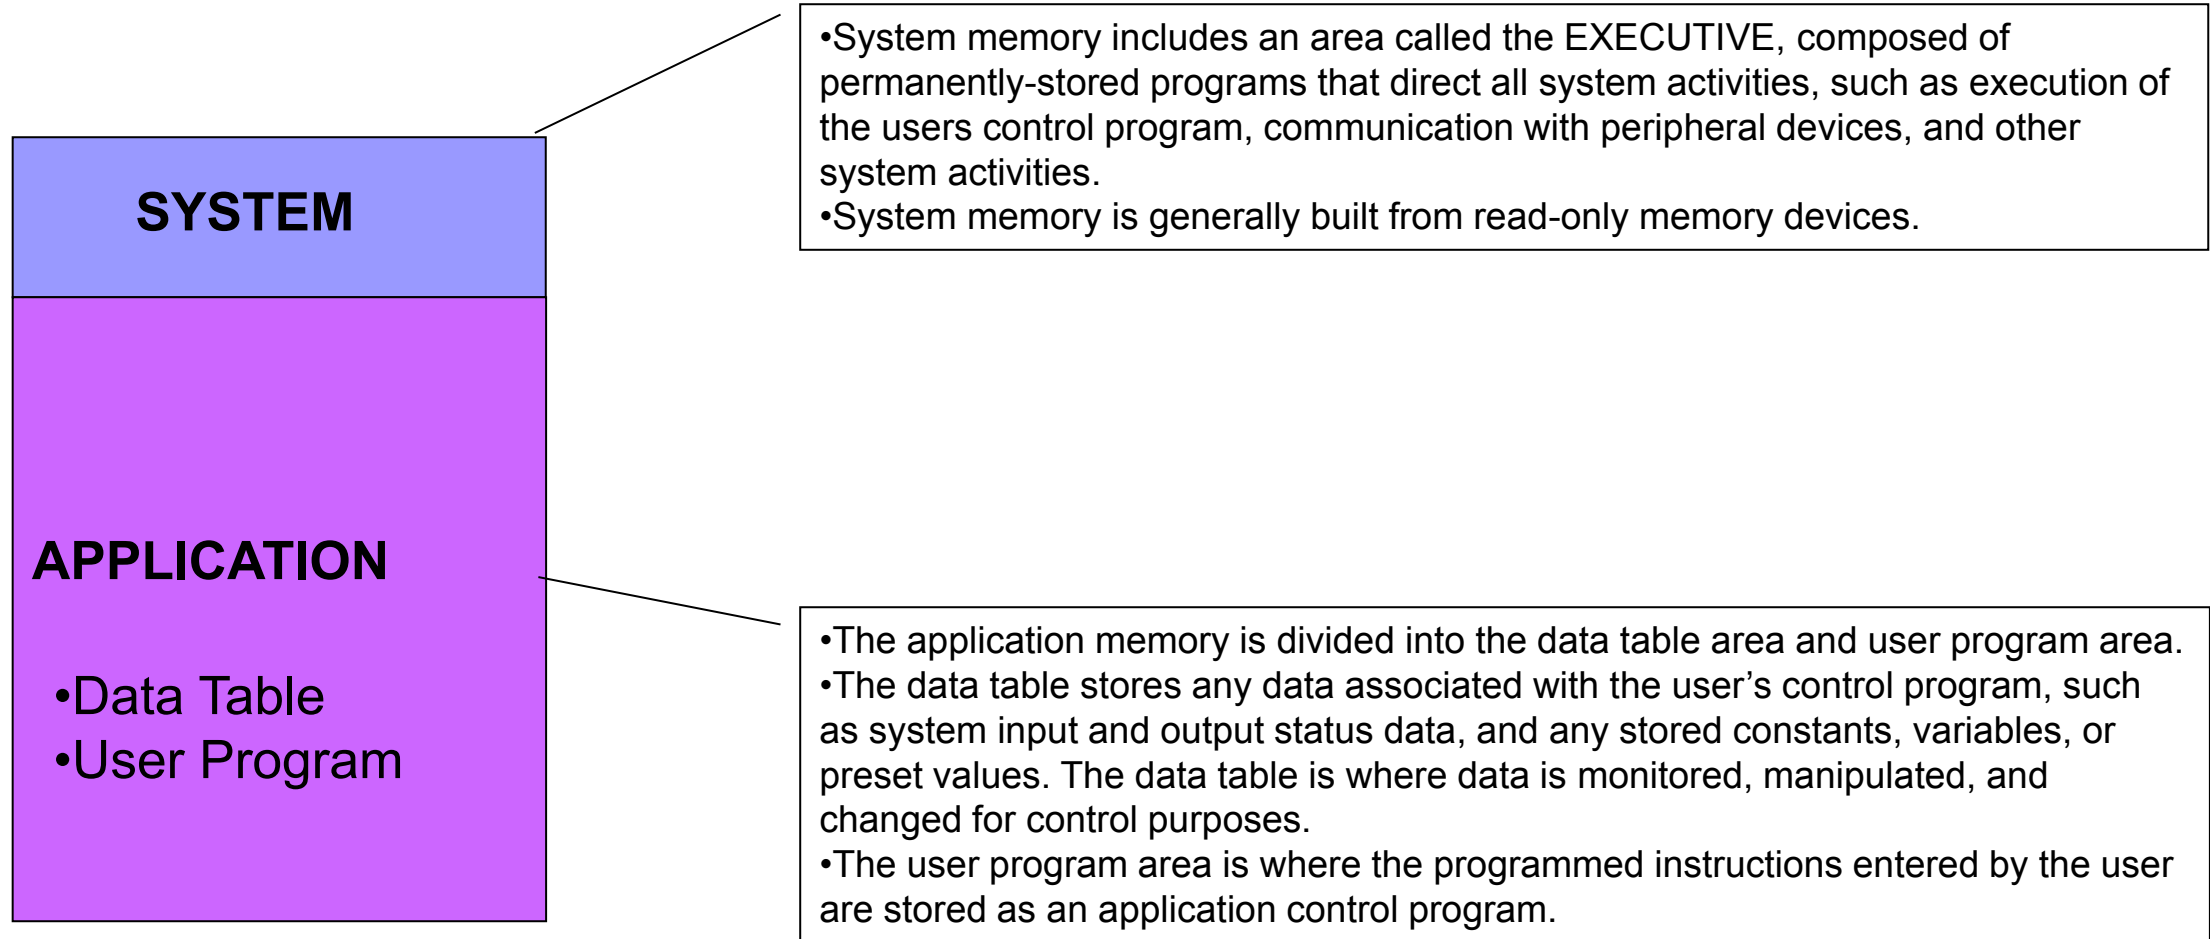 •System memory includes an area called the EXECUTIVE, composed of
permanently-stored programs that direct all system activities, such as execution of
the users control program, communication with peripheral devices, and other
system activities.
•System memory is generally built from read-only memory devices.
SYSTEM
APPLICATION
•Data Table
•User Program
•The application memory is divided into the data table area and user program area.
•The data table stores any data associated with the user’s control program, such
as system input and output status data, and any stored constants, variables, or
preset values. The data table is where data is monitored, manipulated, and
changed for control purposes.
•The user program area is where the programmed instructions entered by the user
are stored as an application control program.